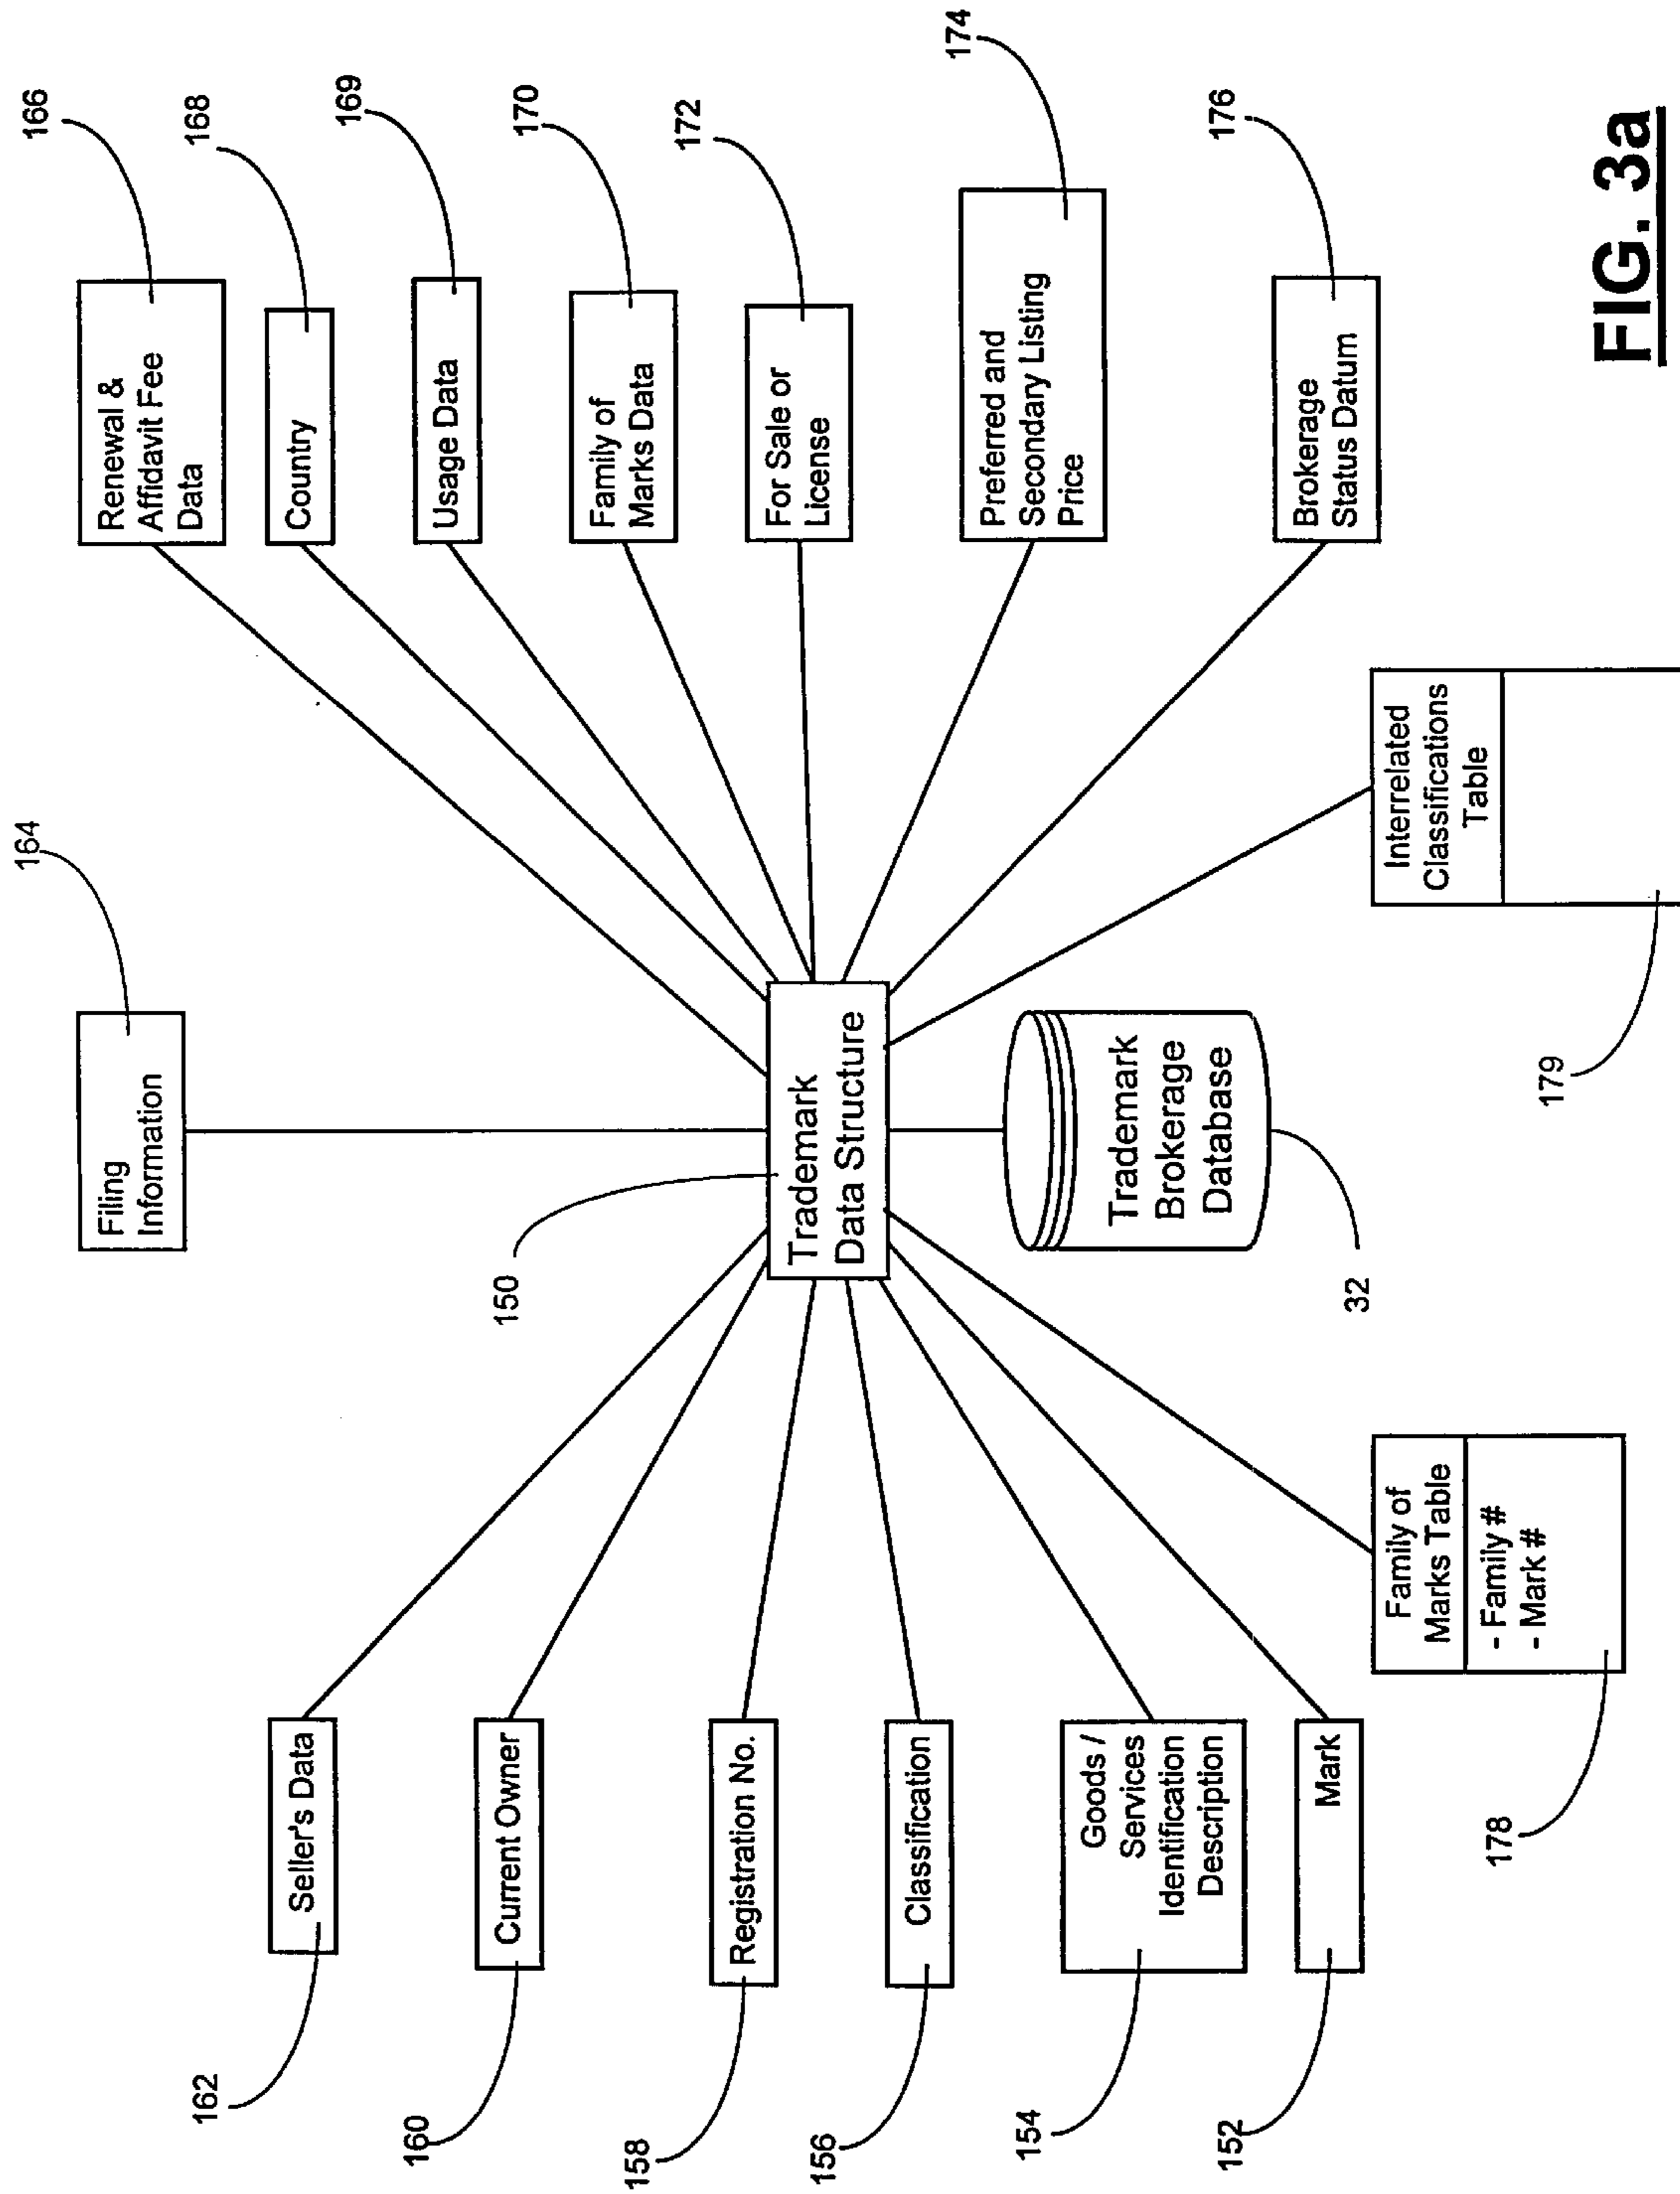 164
Filing
Information
166
Renewal &
Affidavit Fee
Data
162
Seller's Data
168
Country
160
Current Owner
169
Usage Data
150
170
Family of
Marks Data
158
Registration No.
172
For Sale or
License
Trademark
Data Structure
156
Classification
174
Preferred and
Secondary Listing
Price
154
Goods /
Services
Identification
Description
Trademark
Brokerage
Database
32
176
Brokerage
Status Datum
152
Mark
178
Family of
Marks Table
- Family #
- Mark #
179
Interrelated
Classifications
Table
FIG. 3a